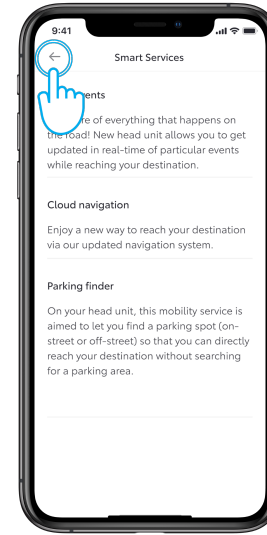 9:41
Smart Services
ents
re of everything that happens on
the road! New head unit allows you to get
updated in real-time of particular events
while reaching your destination.
Cloud navigation
Enjoy a new way to reach your destination
via our updated navigation system.
Parking finder
On your head unit, this mobility service is
aimed to let you find a parking spot (on-
street or off-street) so that you can directly
reach your destination without searching
for a parking area.